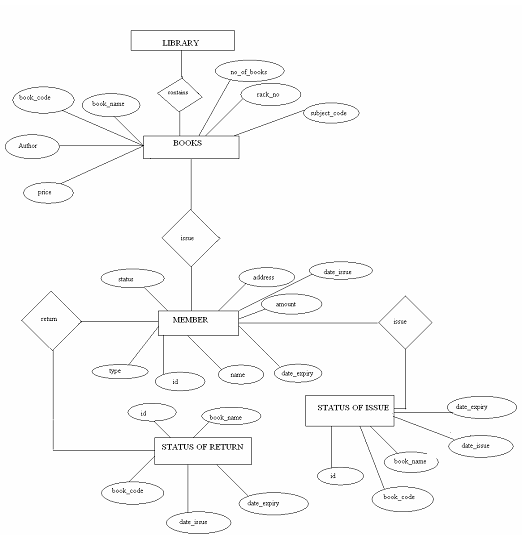 LIBRARY
contains
no_of_books
rack_no
subject_code
book_code
book_name
Author
price
BOOKS
issue
status
address
date_issue
amount
return
MEMBER
issue
type
id
name
date_expiry
id
book_name
STATUS OF ISSUE
date_expiry
date_issue
STATUS OF RETURN
book_name
id
book_code
book_code
date_issue
date_expiry